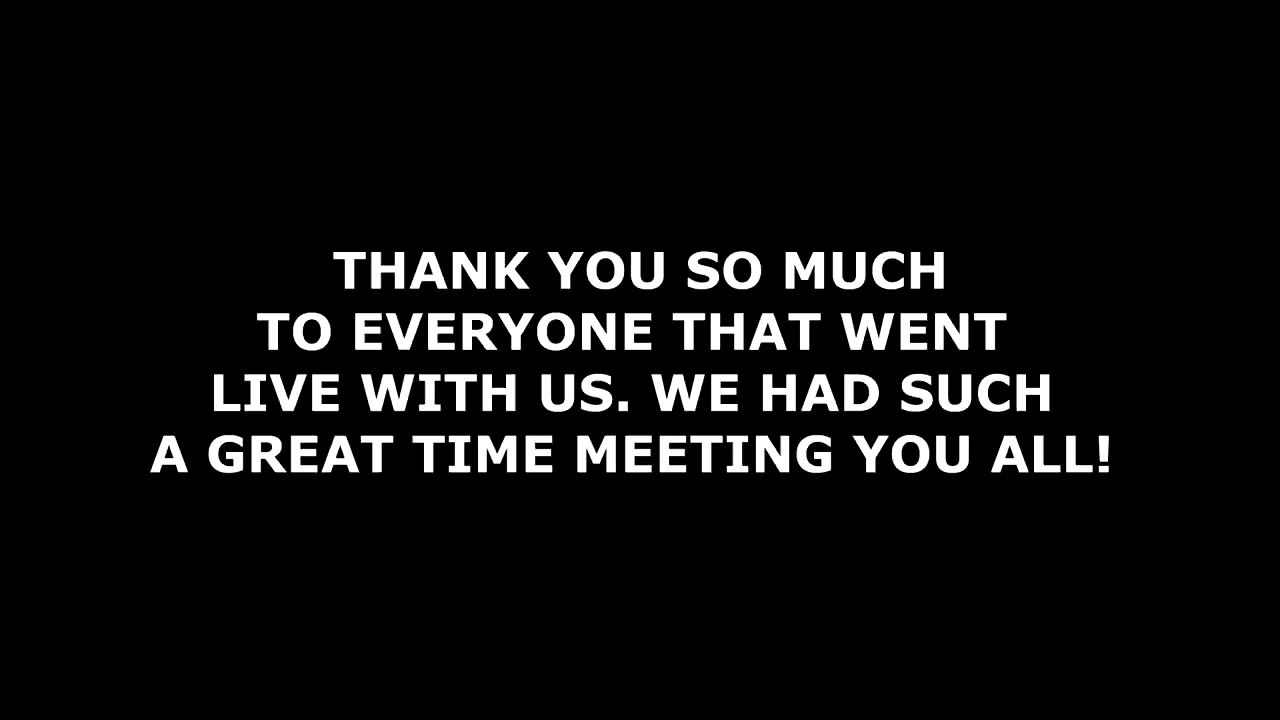 THANK YOU SO MUCH
TO EVERYONE THAT WENT
LIVE WITH US. WE HAD SUCH
A GREAT TIME MEETING YOU ALL!